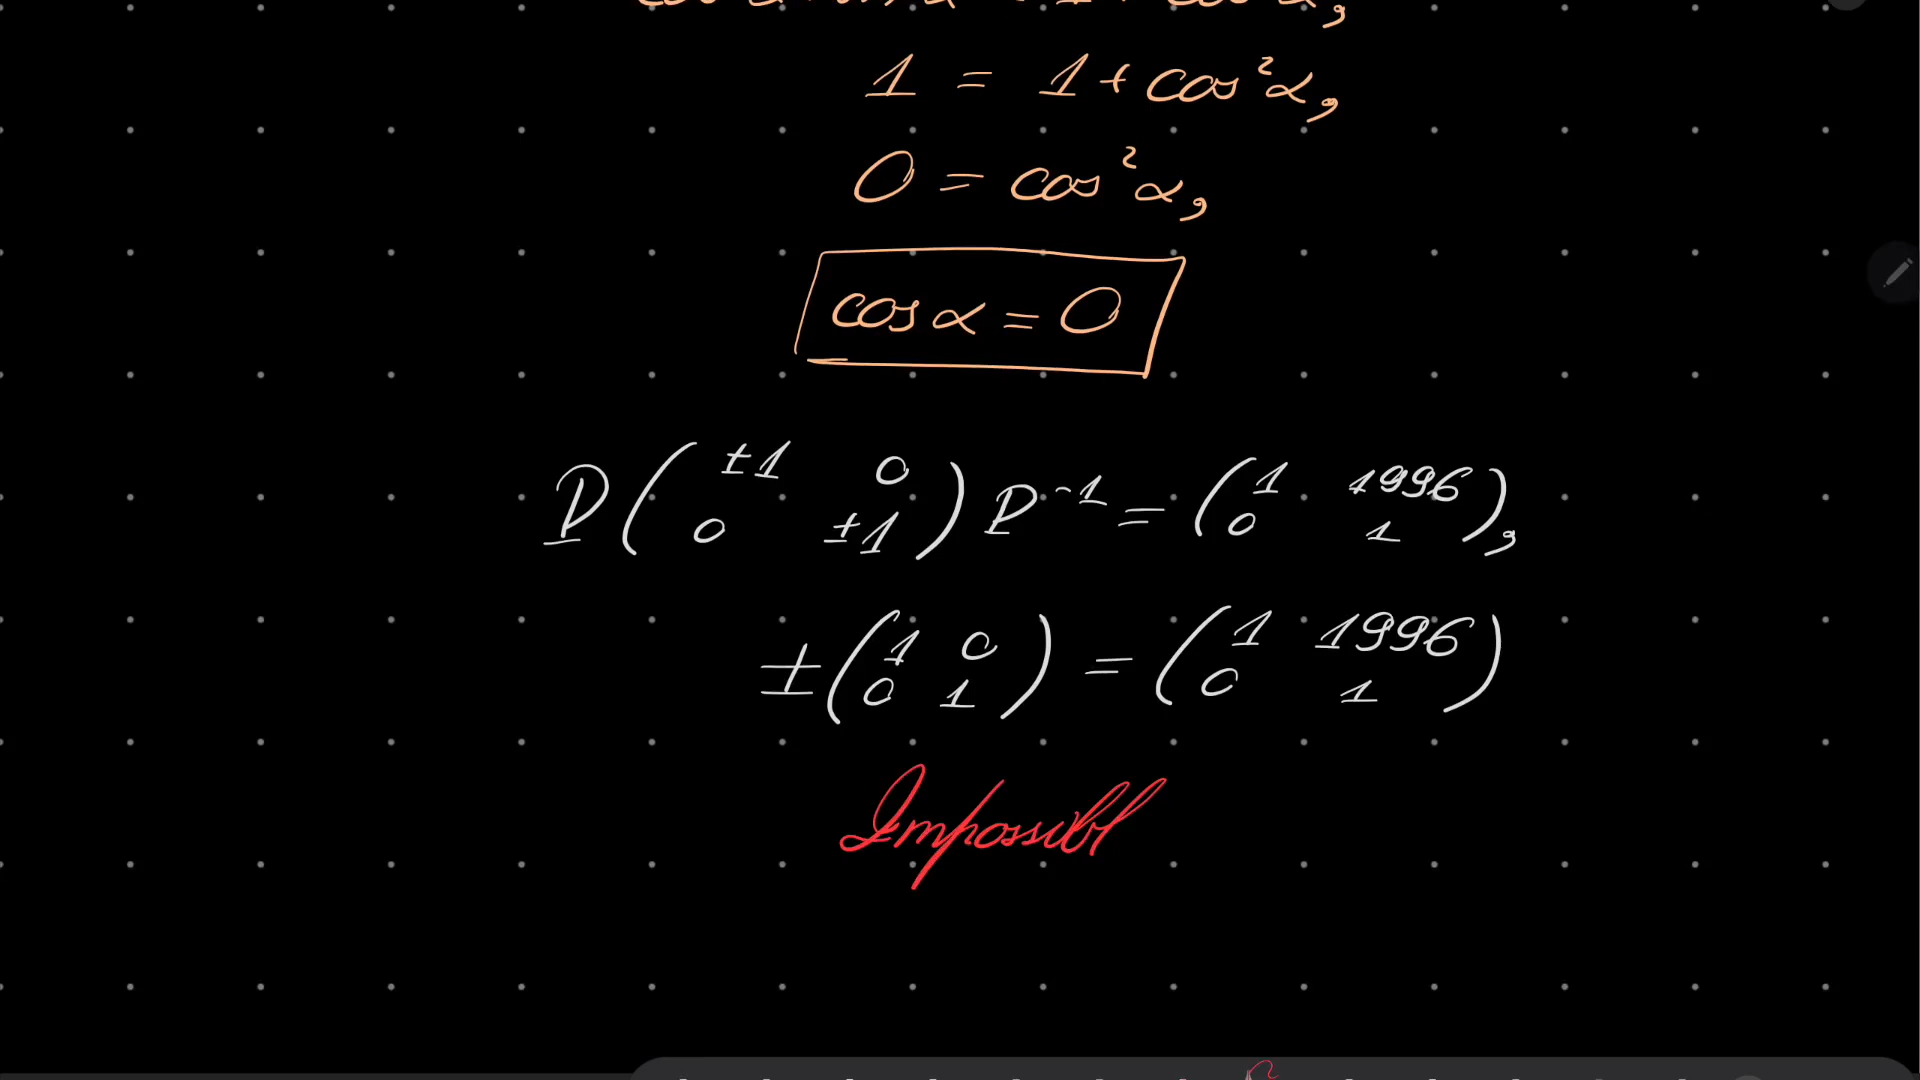 1 = 1 + cos²α,
0 = cos²α,
cos α = 0
P ( ±1 0 ; 0 ±1 ) P⁻¹ = ( 1 1996 ; 0 1 ),
± ( 1 0 ; 0 1 ) = ( 1 1996 ; 0 1 )
Impossibl